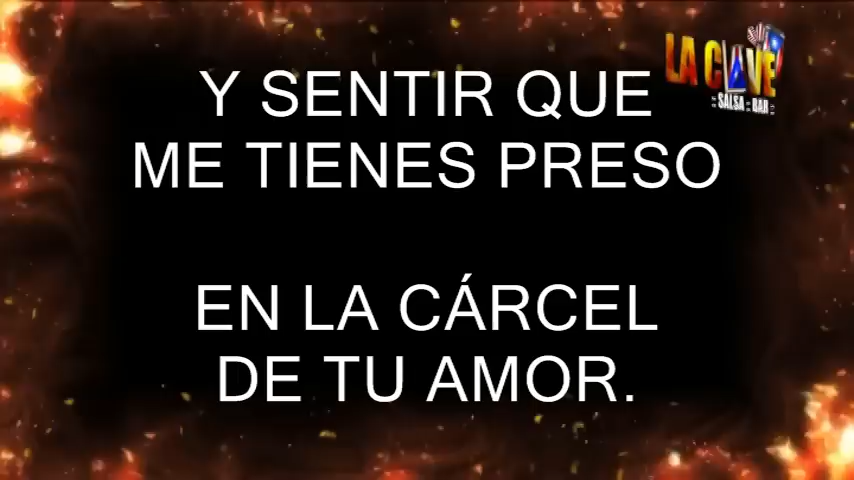 LA CLAVE
SALSA BAR
Y SENTIR QUE
ME TIENES PRESO
EN LA CÁRCEL
DE TU AMOR.